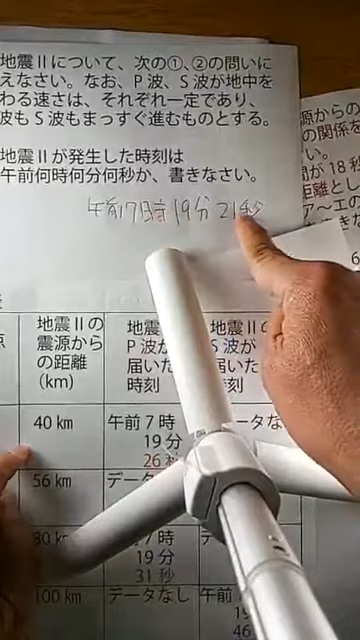 地震Ⅱについて、次の①、②の問いに
えなさい。なお、P波、S波が地中を
わる速さは、それぞれ一定であり、
波もS波もまっすぐ進むものとする。
地震Ⅱが発生した時刻は
午前何時何分何秒か、書きなさい。
午前7時19分21秒
源からの
の関係を
い。
間が18秒
距離とし
ア〜エの
きな
6
地震Ⅱの
震源から
の距離
(km)
地震
P波が
届いた
時刻
地震Ⅱの
S波が
届いた
時刻
40 km
午前7時
19分
26秒
ータな
56 km
デー
80 k
7時
19分
31秒
100 km
データなし
午前
19
46